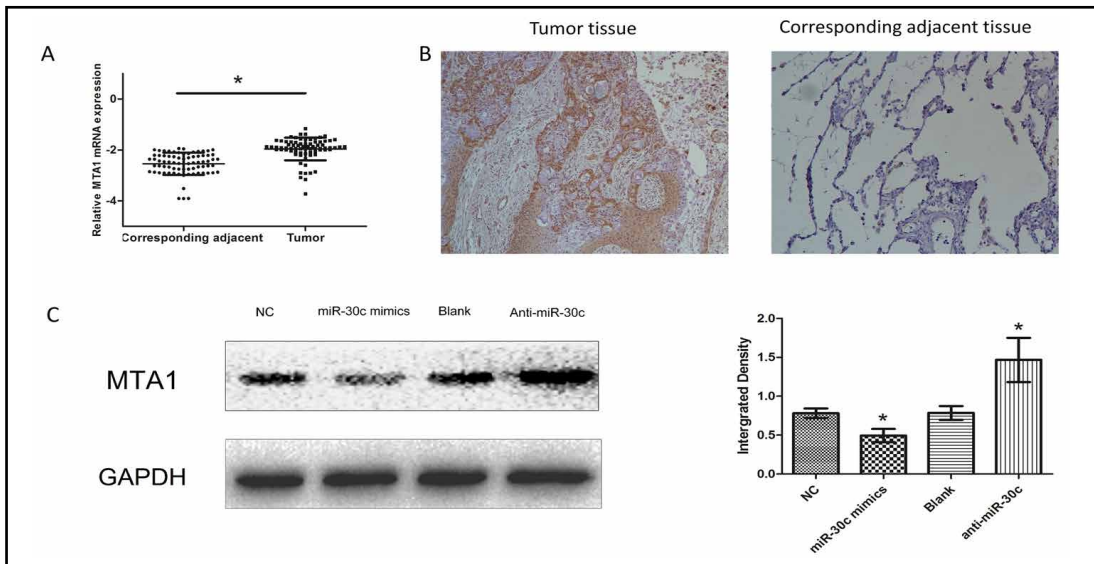 A
Relative MTA1 mRNA expression
0
-2
-4
*
Corresponding adjacent
Tumor
B
Tumor tissue
Corresponding adjacent tissue
C
NC
miR-30c mimics
Blank
Anti-miR-30c
MTA1
GAPDH
Intergrated Density
2.0
1.5
1.0
0.5
0.0
*
*
NC
miR-30c mimics
Blank
anti-miR-30c